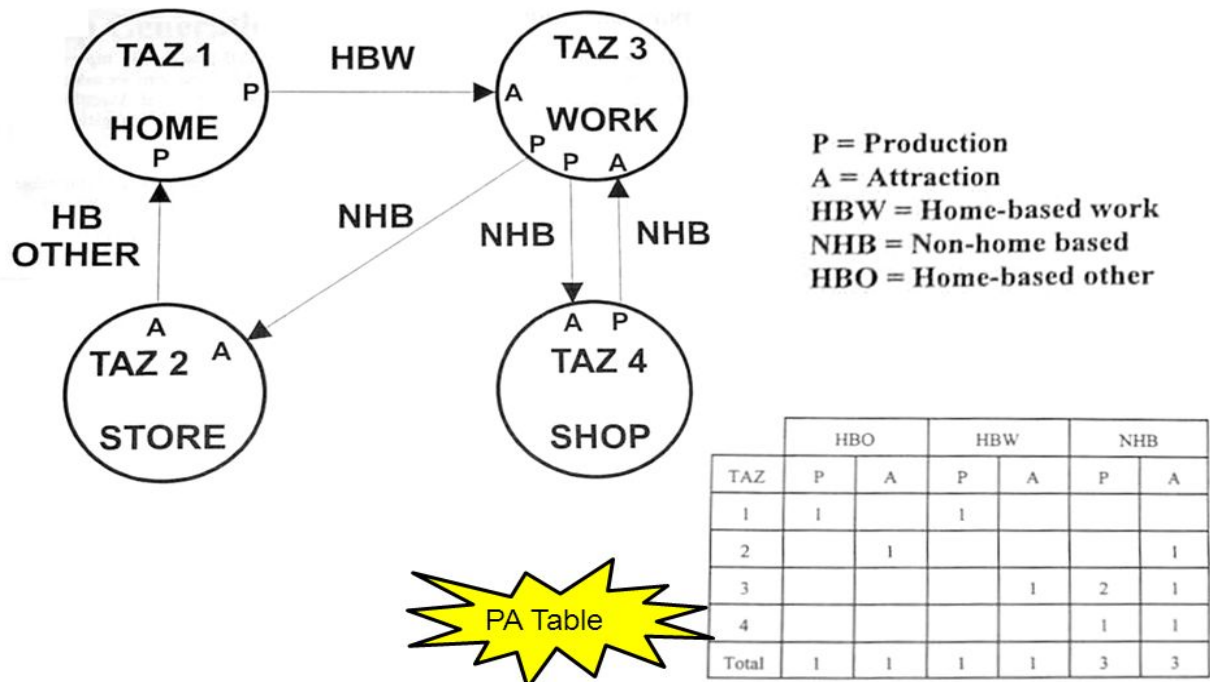 TAZ 1
P
HOME
P
HBW
TAZ 3
A
WORK
P
P
A
HB
OTHER
NHB
NHB
NHB
A
TAZ 2
A
STORE
A
P
TAZ 4
SHOP
P = Production
A = Attraction
HBW = Home-based work
NHB = Non-home based
HBO = Home-based other
PA Table
HBO HBW NHB
TAZ P A P A P A
1 1 1
2 1 1
3 1 2 1
4 1 1
Total 1 1 1 1 3 3